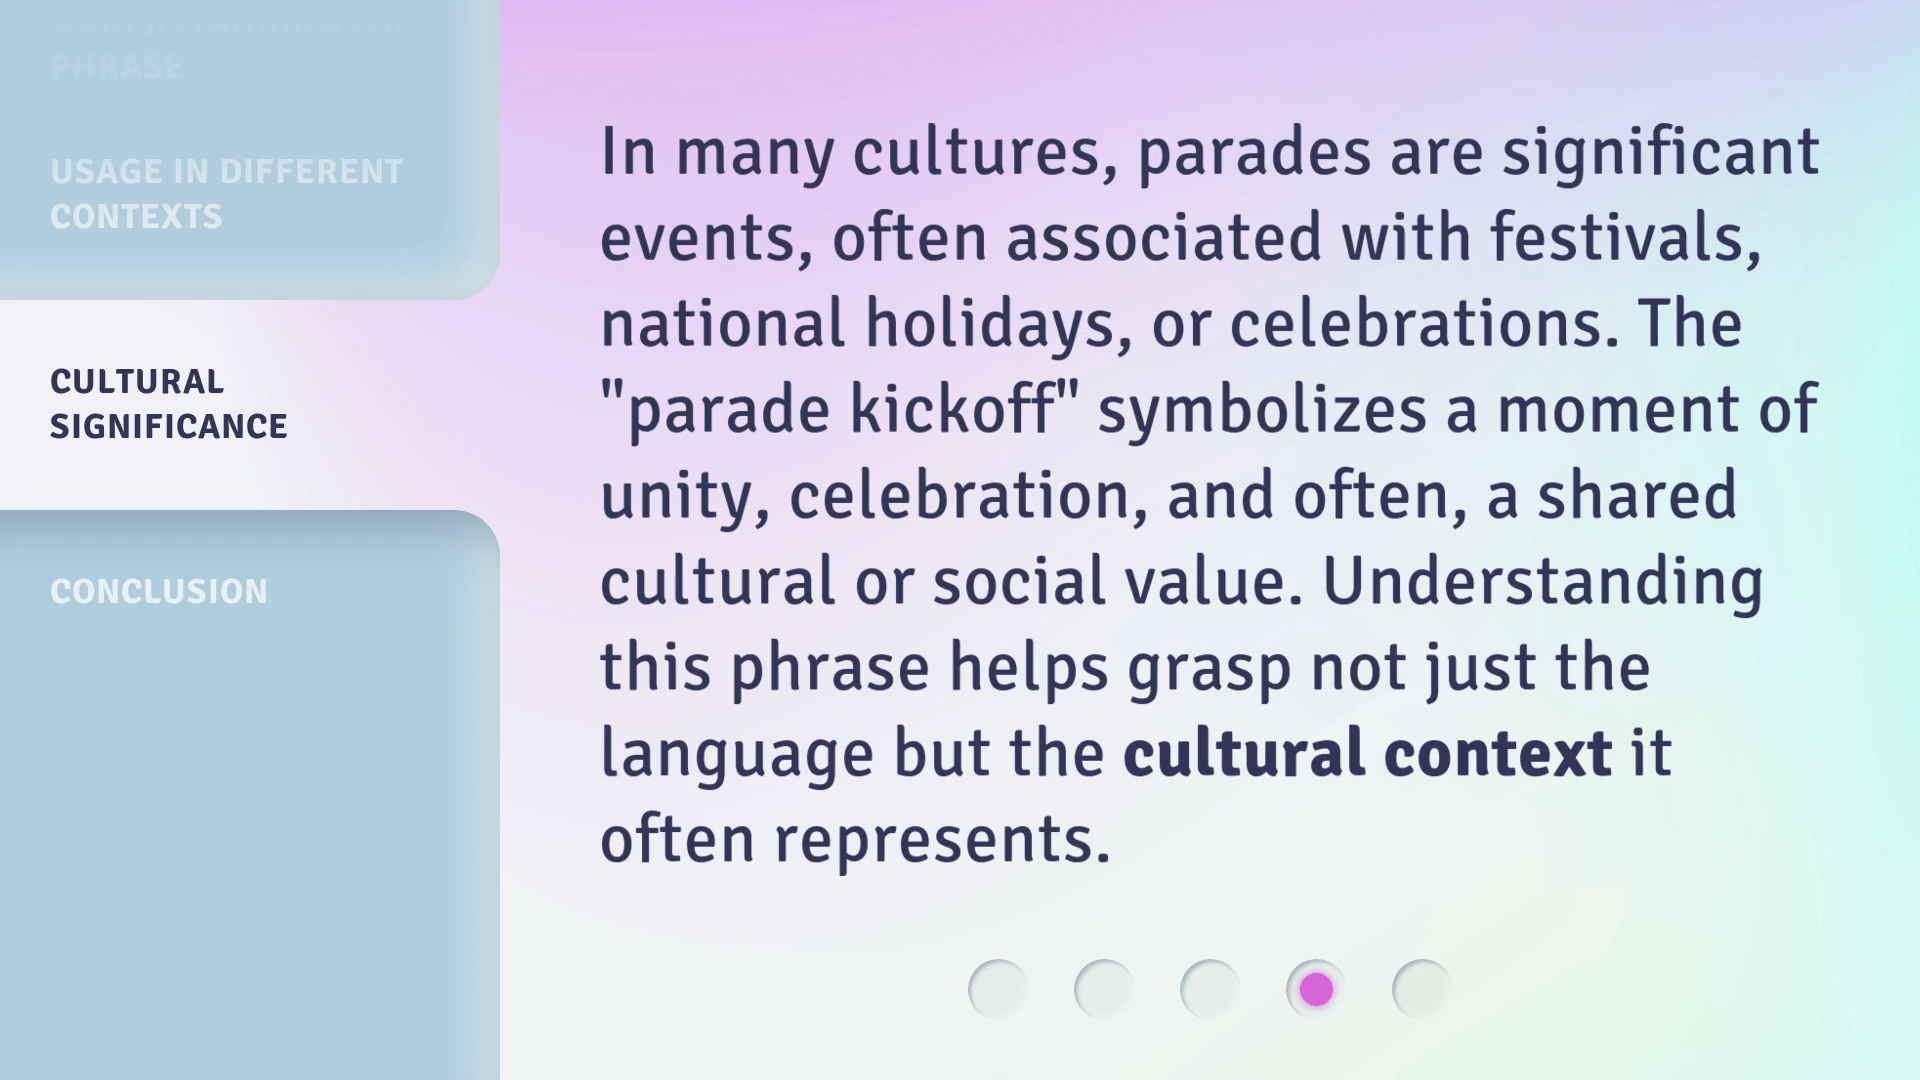 PHRASE
USAGE IN DIFFERENT
CONTEXTS
CULTURAL
SIGNIFICANCE
CONCLUSION
In many cultures, parades are significant
events, often associated with festivals,
national holidays, or celebrations. The
"parade kickoff" symbolizes a moment of
unity, celebration, and often, a shared
cultural or social value. Understanding
this phrase helps grasp not just the
language but the cultural context it
often represents.